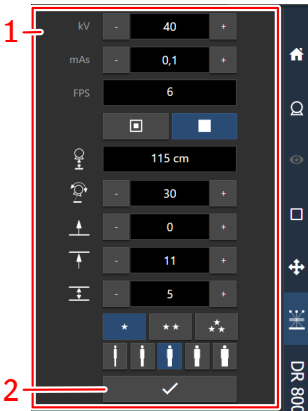 1
kV - 40 +
mAs - 0,1 +
FPS 6
115 cm
- 30 +
- 0 +
- 11 +
- 5 +
2
DR 800